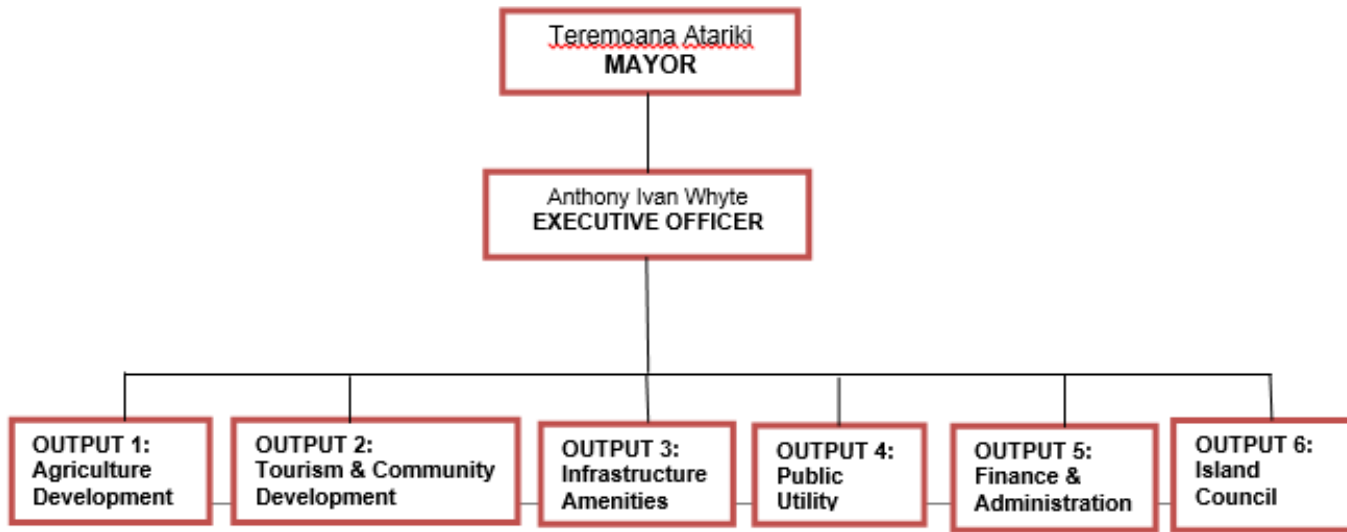 Teremoana Atariki
MAYOR
Anthony Ivan Whyte
EXECUTIVE OFFICER
OUTPUT 1:
Agriculture
Development
OUTPUT 2:
Tourism & Community
Development
OUTPUT 3:
Infrastructure
Amenities
OUTPUT 4:
Public
Utility
OUTPUT 5:
Finance &
Administration
OUTPUT 6:
Island
Council